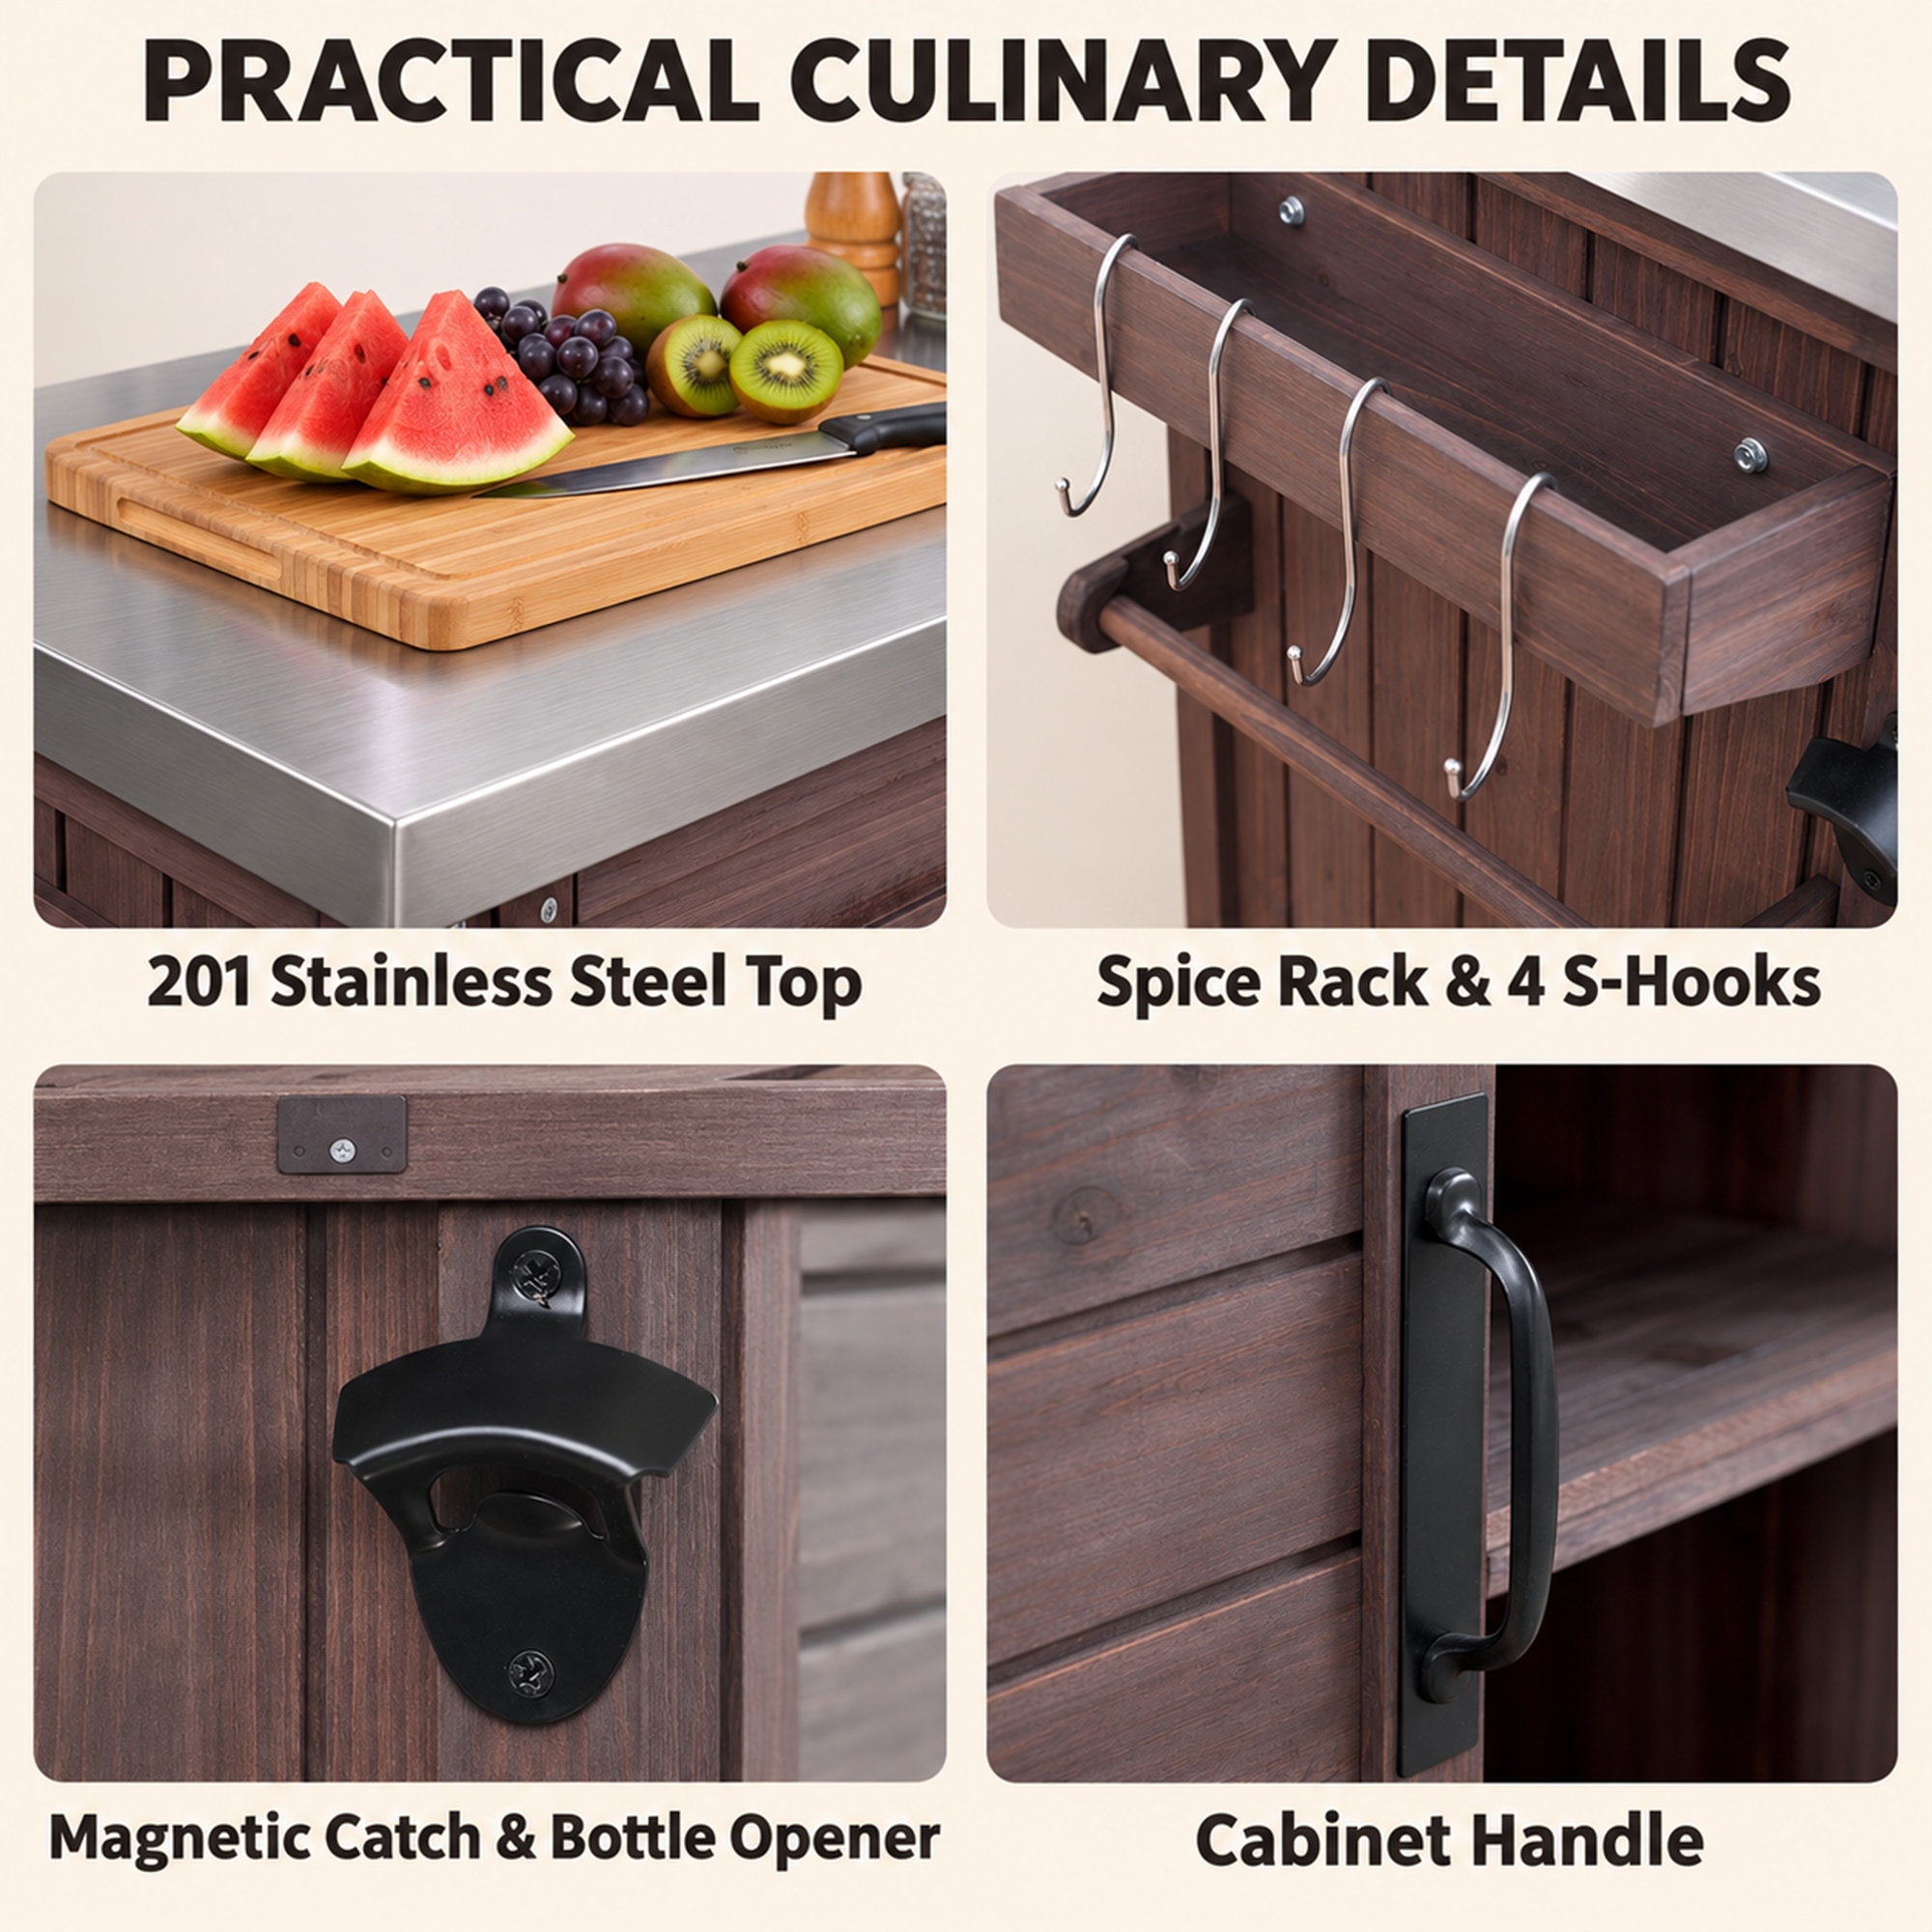 PRACTICAL CULINARY DETAILS
201 Stainless Steel Top
Spice Rack & 4 S-Hooks
Magnetic Catch & Bottle Opener
Cabinet Handle